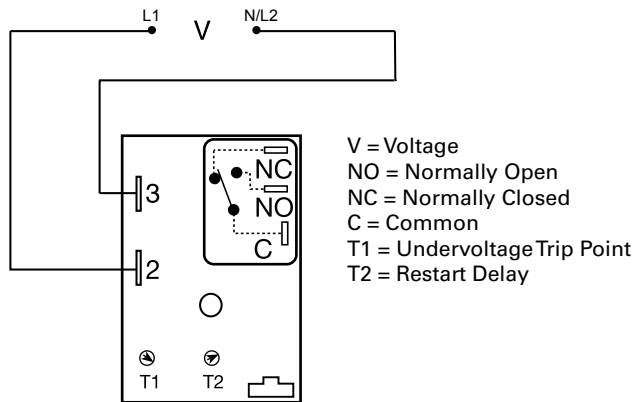 L1 V N/L2
NC
3
NO
C
2
T1 T2
V = Voltage
NO = Normally Open
NC = Normally Closed
C = Common
T1 = Undervoltage Trip Point
T2 = Restart Delay